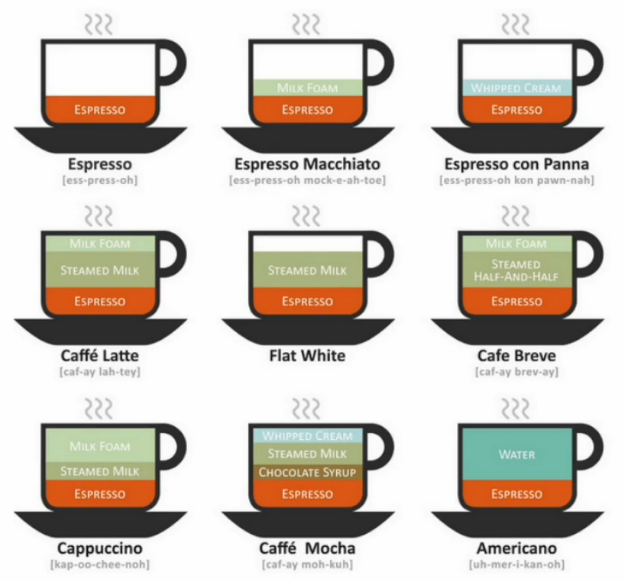 ESPRESSO
Espresso
[ess-press-oh]
MILK FOAM
ESPRESSO
Espresso Macchiato
[ess-press-oh mock-e-ah-toe]
WHIPPED CREAM
ESPRESSO
Espresso con Panna
[ess-press-oh kon pawn-nah]
MILK FOAM
STEAMED MILK
ESPRESSO
Caffé Latte
[caf-ay lah-tey]
STEAMED MILK
ESPRESSO
Flat White
MILK FOAM
STEAMED
HALF-AND-HALF
ESPRESSO
Cafe Breve
[caf-ay brev-ay]
MILK FOAM
STEAMED MILK
ESPRESSO
Cappuccino
[kap-oo-chee-noh]
WHIPPED CREAM
STEAMED MILK
CHOCOLATE SYRUP
ESPRESSO
Caffé Mocha
[caf-ay moh-kuh]
WATER
ESPRESSO
Americano
[uh-mer-i-kan-oh]